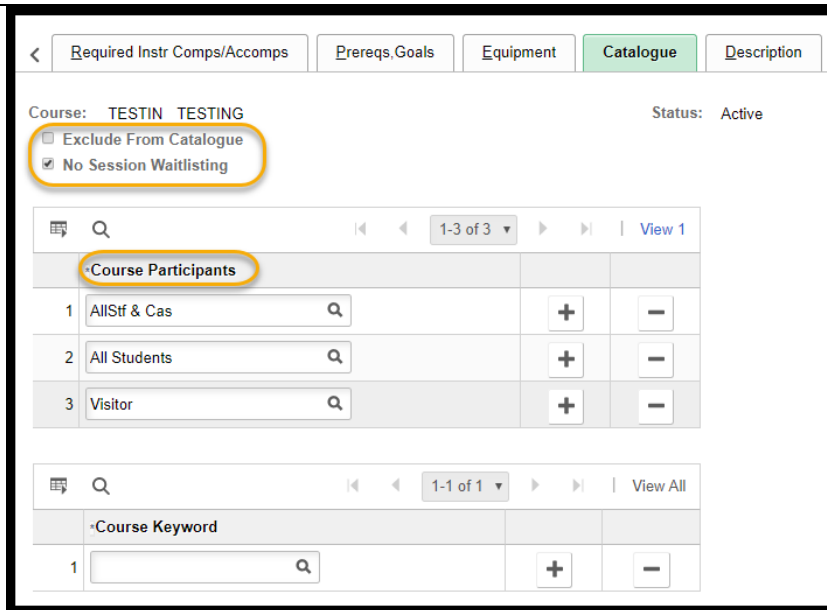 Required Instr Comps/Accomps Prereqs,Goals Equipment Catalogue Description
Course: TESTIN TESTING Status: Active
Exclude From Catalogue
No Session Waitlisting
1-3 of 3 View 1
*Course Participants
1 AllStf & Cas
2 All Students
3 Visitor
1-1 of 1 View All
*Course Keyword
1